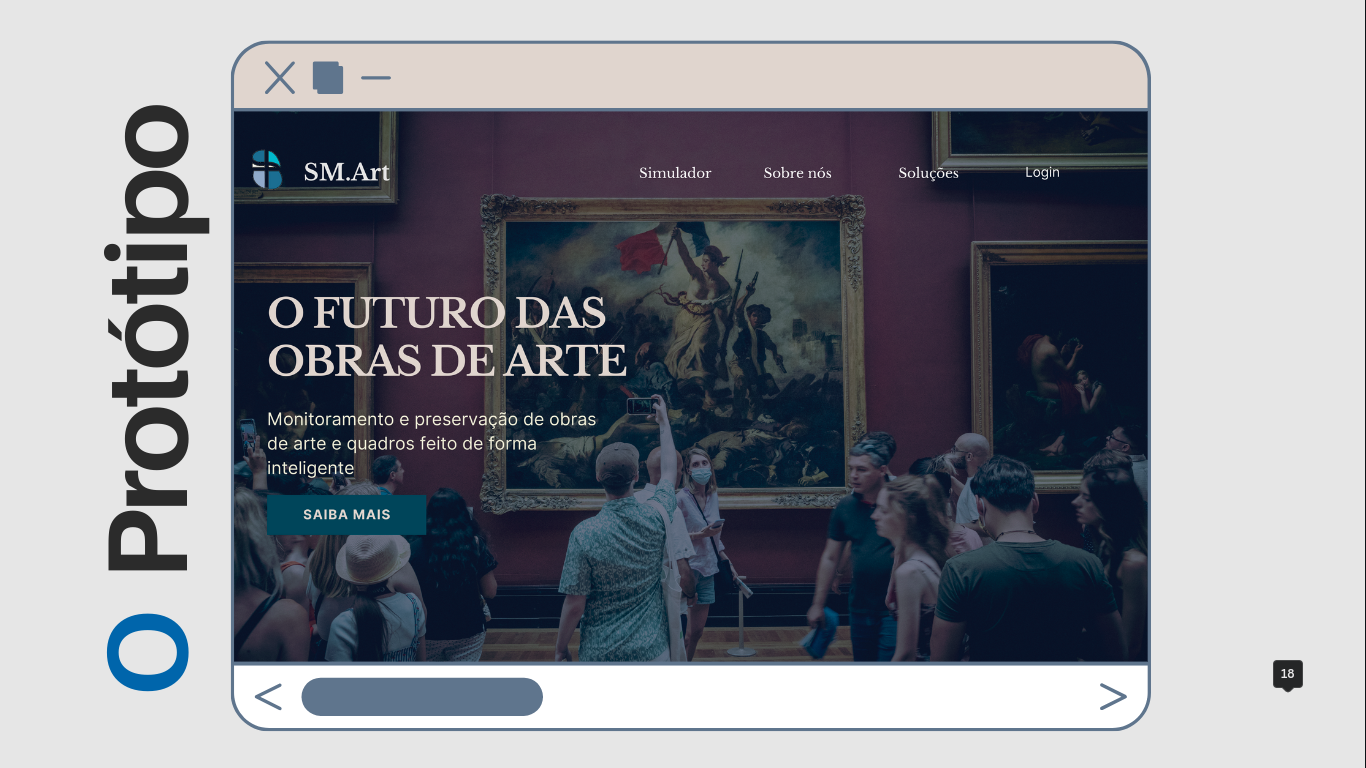 O Protótipo
SM.Art
Simulador
Sobre nós
Soluções
Login
O FUTURO DAS
OBRAS DE ARTE
Monitoramento e preservação de obras
de arte e quadros feito de forma
inteligente
SAIBA MAIS
18